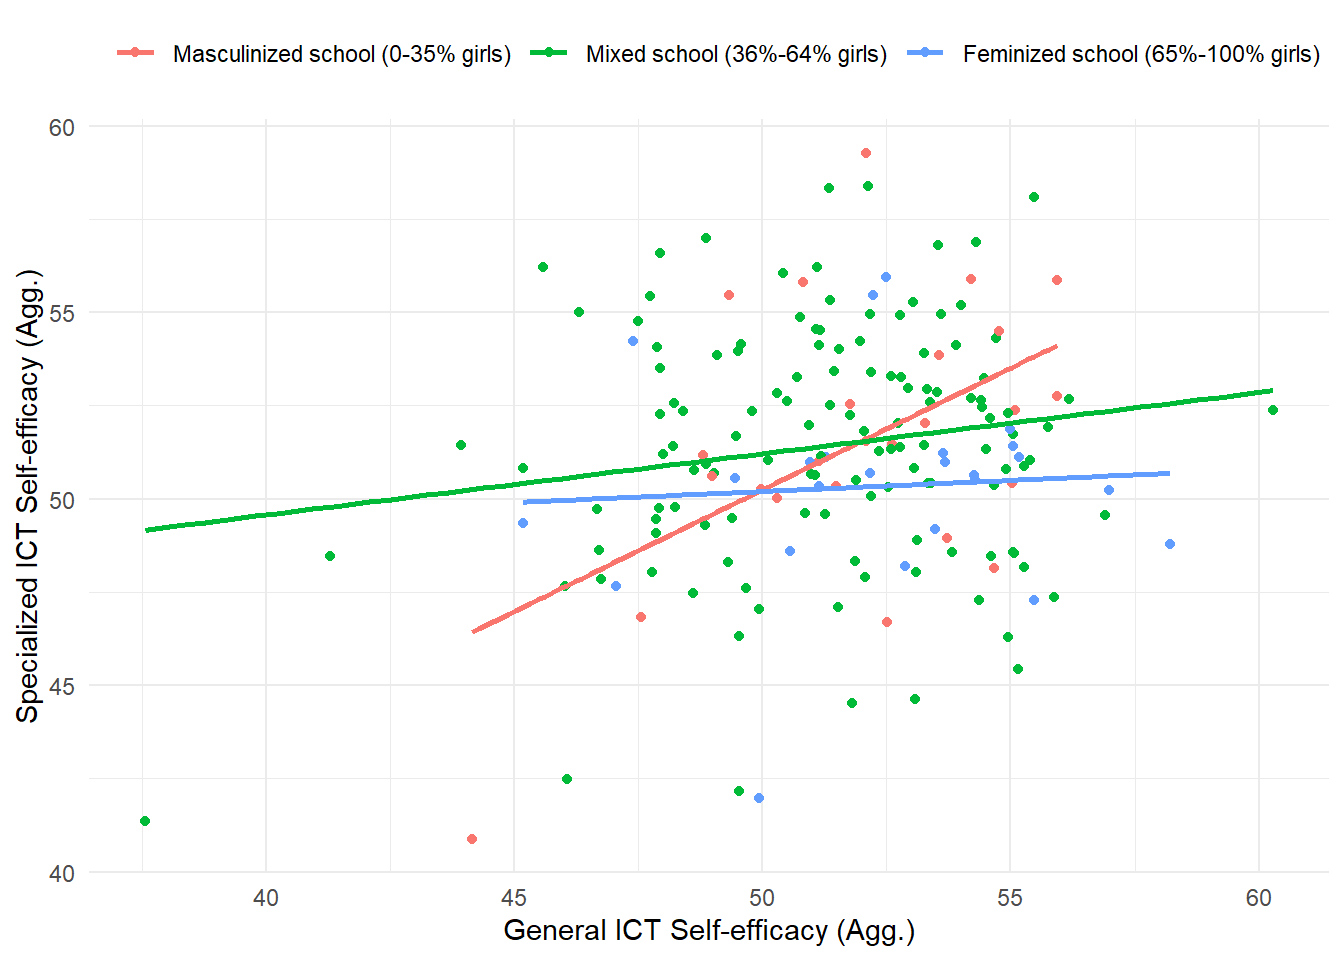 Masculinized school (0-35% girls) Mixed school (36%-64% girls) Feminized school (65%-100% girls)
Specialized ICT Self-efficacy (Agg.)
60
55
50
45
40
40 45 50 55 60
General ICT Self-efficacy (Agg.)